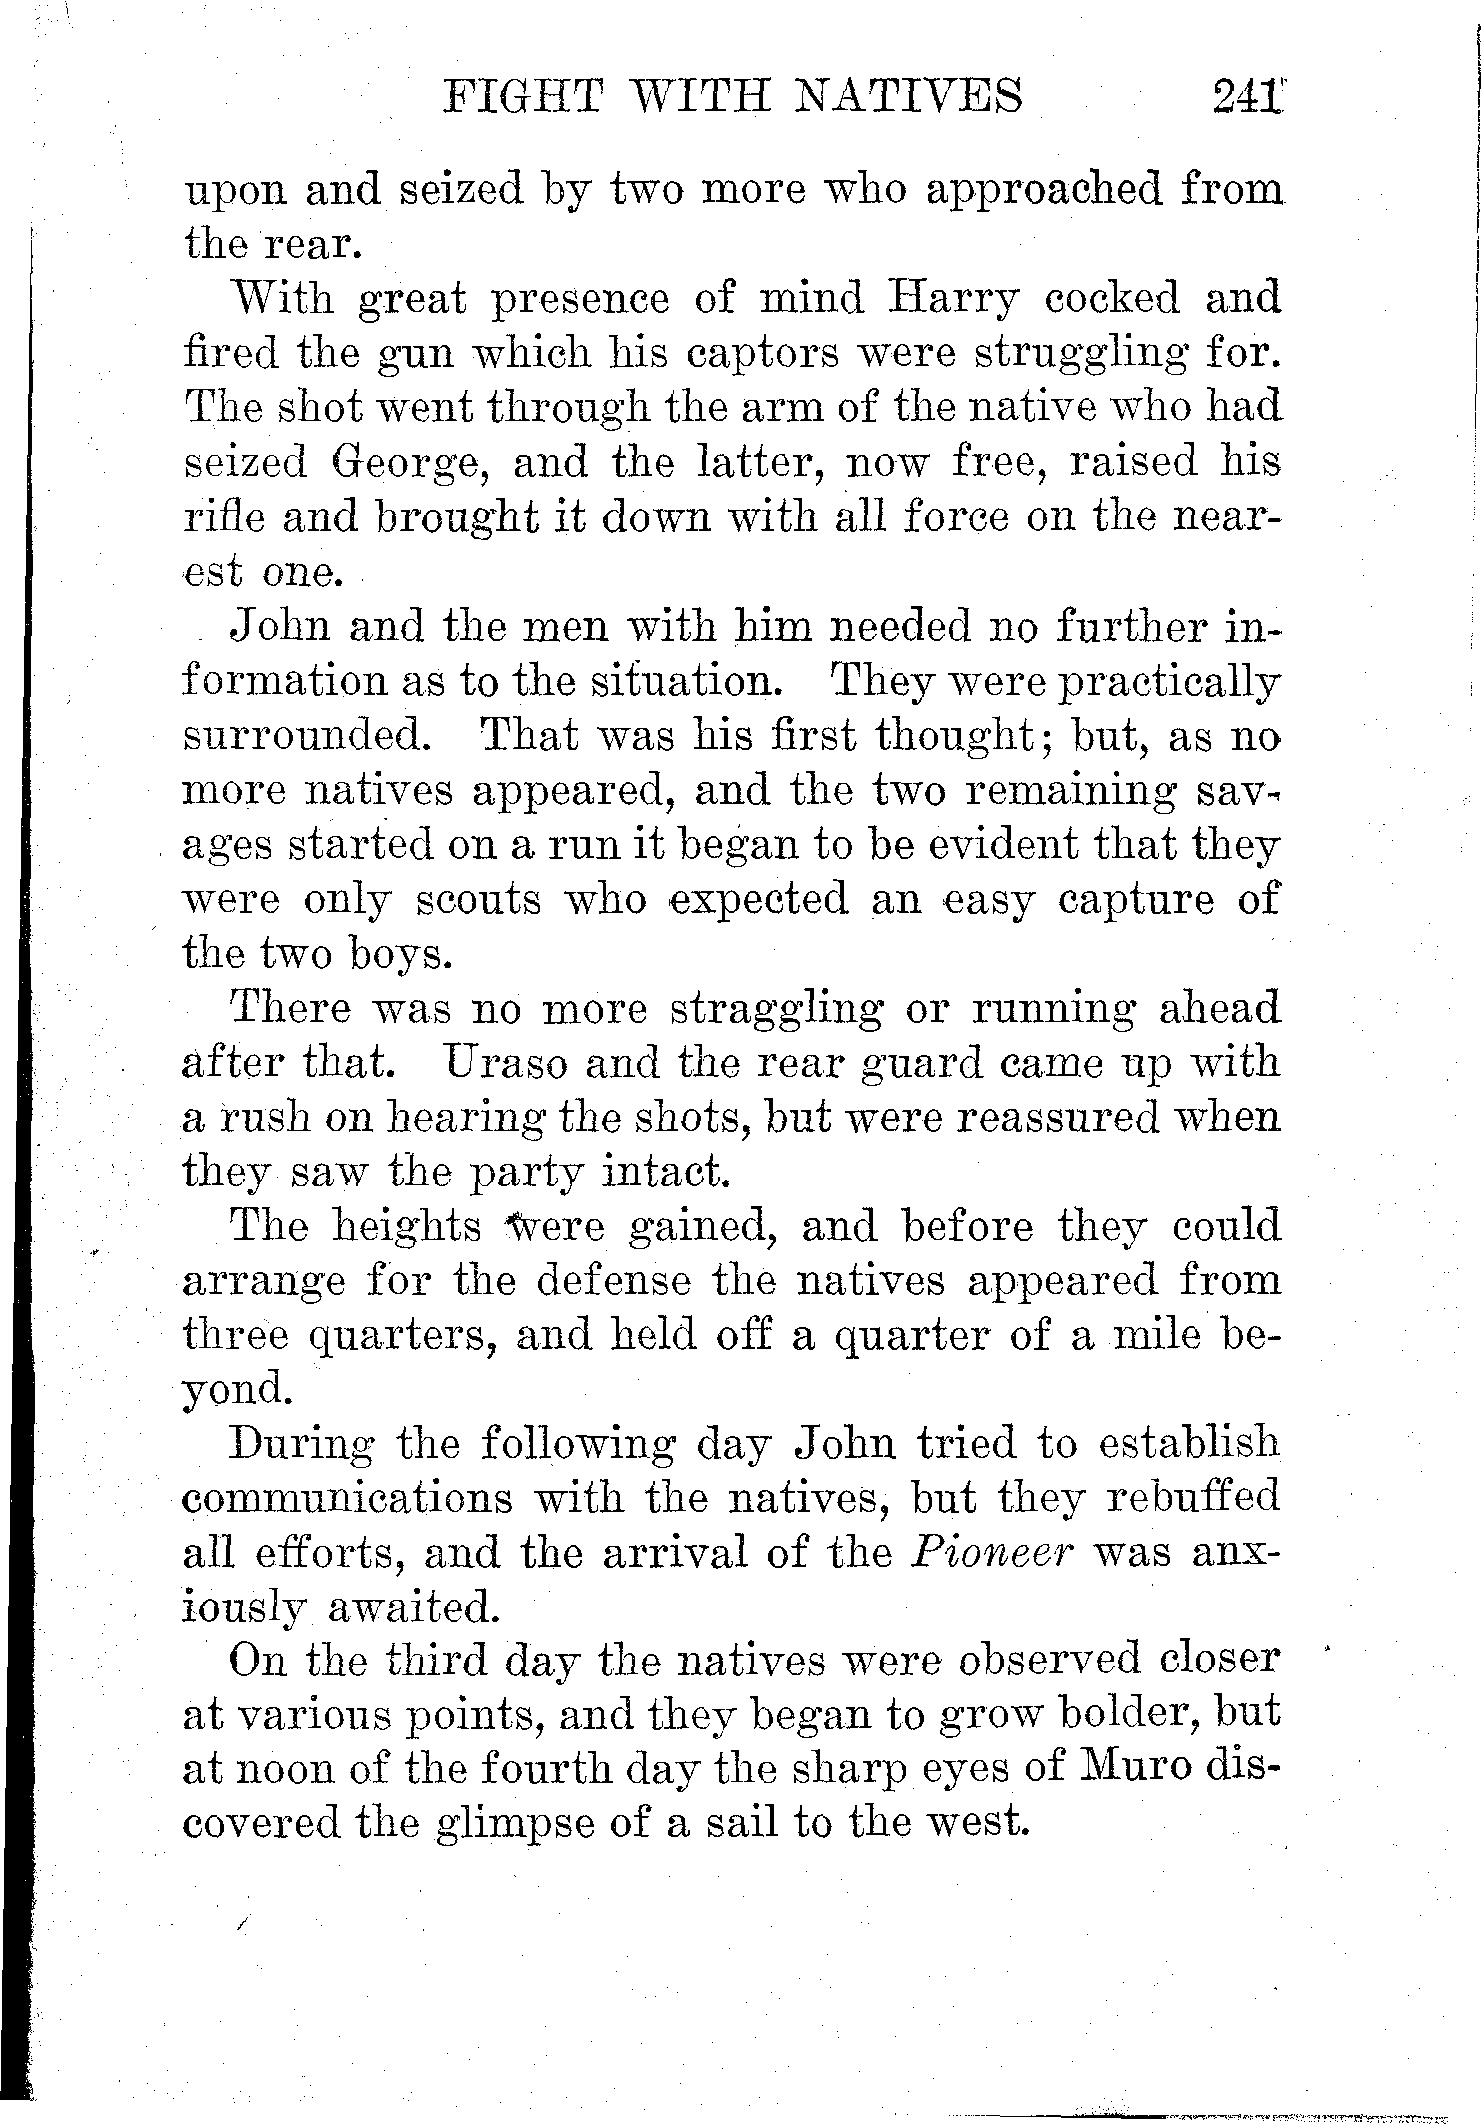 FIGHT WITH NATIVES 241
upon and seized by two more who approached from
the rear.
With great presence of mind Harry cocked and
fired the gun which his captors were struggling for.
The shot went through the arm of the native who had
seized George, and the latter, now free, raised his
rifle and brought it down with all force on the near-
est one.
John and the men with him needed no further in-
formation as to the situation. They were practically
surrounded. That was his first thought; but, as no
more natives appeared, and the two remaining sav-
ages started on a run it began to be evident that they
were only scouts who expected an easy capture of
the two boys.
There was no more straggling or running ahead
after that. Uraso and the rear guard came up with
a rush on hearing the shots, but were reassured when
they saw the party intact.
The heights were gained, and before they could
arrange for the defense the natives appeared from
three quarters, and held off a quarter of a mile be-
yond.
During the following day John tried to establish
communications with the natives, but they rebuffed
all efforts, and the arrival of the Pioneer was anx-
iously awaited.
On the third day the natives were observed closer
at various points, and they began to grow bolder, but
at noon of the fourth day the sharp eyes of Muro dis-
covered the glimpse of a sail to the west.